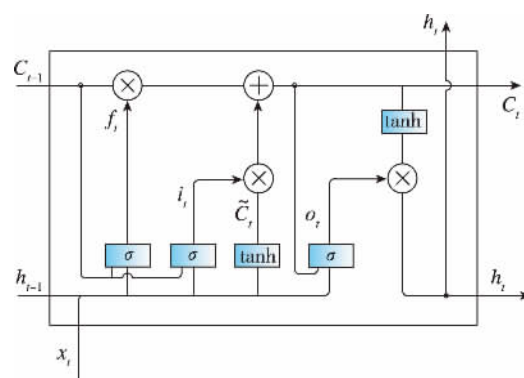 h_t
C_{t-1}
× +
C_t
f_t
tanh
i_t × ×
C̃_t o_t
σ σ tanh σ
h_{t-1} h_t
x_t